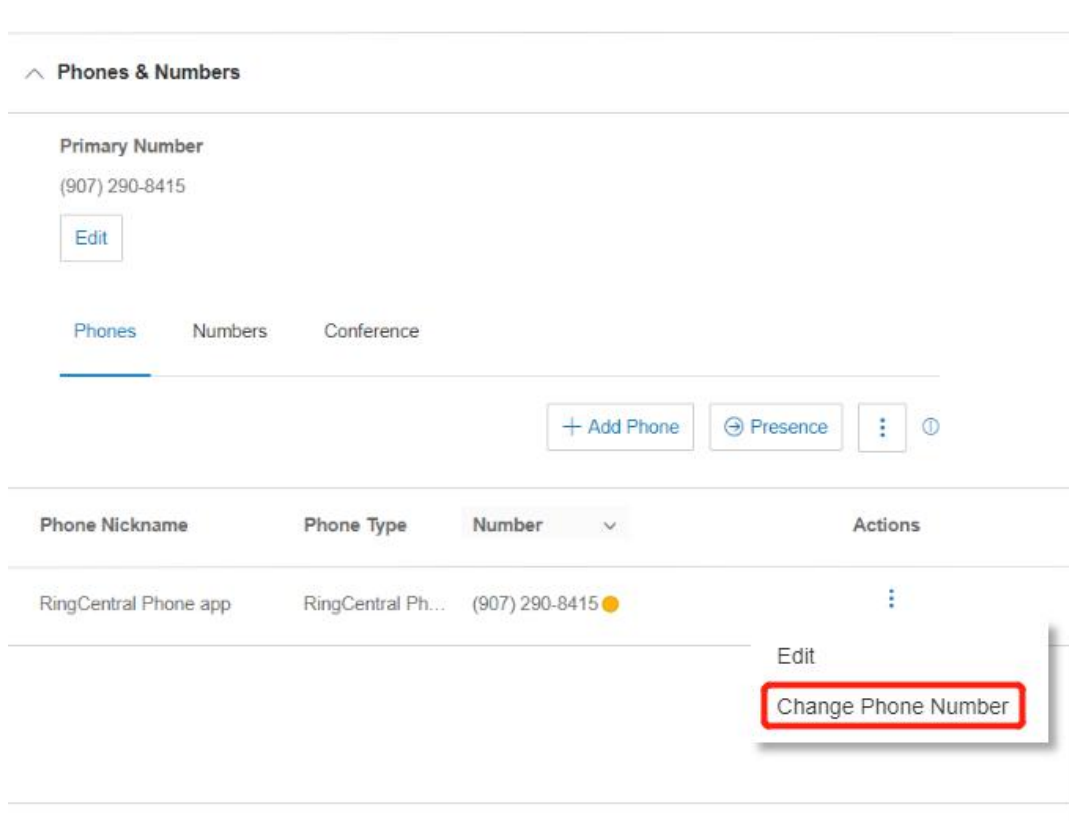 Phones & Numbers
Primary Number
(907) 290-8415
Edit
Phones Numbers Conference
+ Add Phone Presence
Phone Nickname Phone Type Number Actions
RingCentral Phone app RingCentral Ph... (907) 290-8415
Edit
Change Phone Number